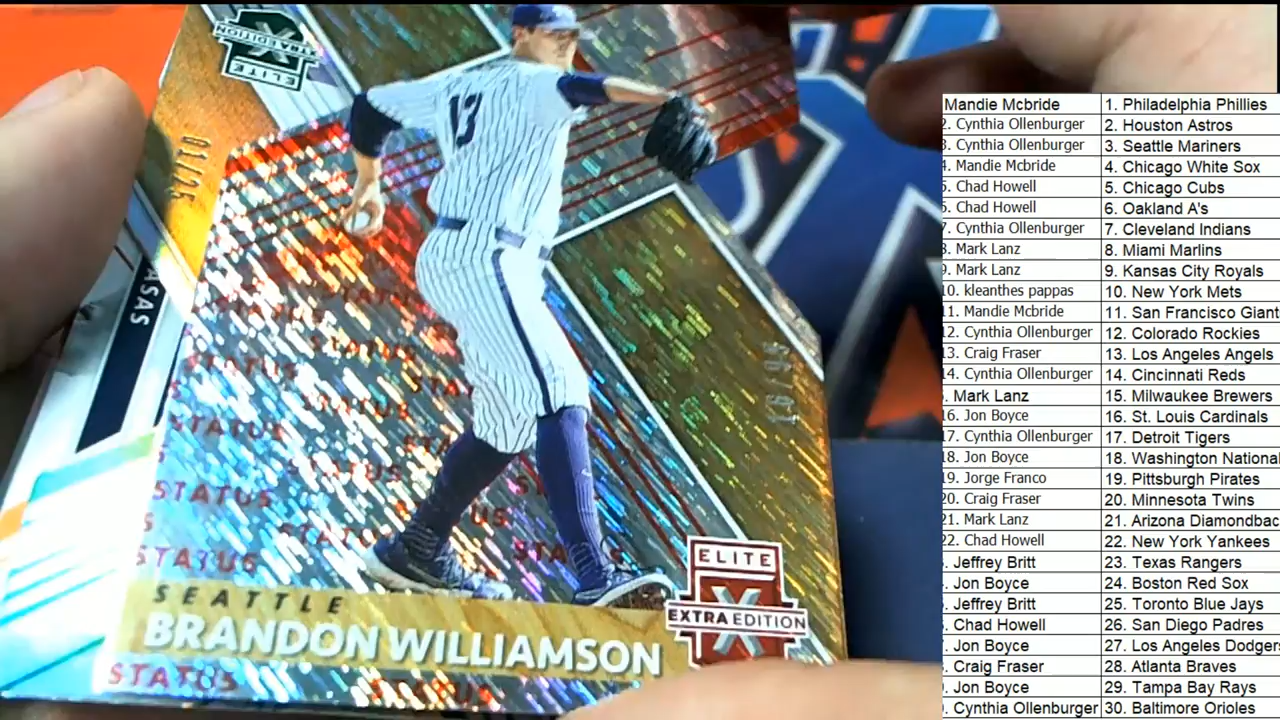 ELITE
X
EXTRA EDITION
01/25
ASAS
13
STATUS
STATUS
STATUS
STATUS
STATUS
SEATTLE
BRANDON WILLIAMSON
STATUS
STATUS
ELITE
X
EXTRA EDITION
Mandie Mcbride 1. Philadelphia Phillies
2. Cynthia Ollenburger 2. Houston Astros
3. Cynthia Ollenburger 3. Seattle Mariners
4. Mandie Mcbride 4. Chicago White Sox
5. Chad Howell 5. Chicago Cubs
6. Chad Howell 6. Oakland A's
7. Cynthia Ollenburger 7. Cleveland Indians
8. Mark Lanz 8. Miami Marlins
9. Mark Lanz 9. Kansas City Royals
10. kleanthes pappas 10. New York Mets
11. Mandie Mcbride 11. San Francisco Giant
12. Cynthia Ollenburger 12. Colorado Rockies
13. Craig Fraser 13. Los Angeles Angels
14. Cynthia Ollenburger 14. Cincinnati Reds
. Mark Lanz 15. Milwaukee Brewers
16. Jon Boyce 16. St. Louis Cardinals
17. Cynthia Ollenburger 17. Detroit Tigers
18. Jon Boyce 18. Washington National
19. Jorge Franco 19. Pittsburgh Pirates
20. Craig Fraser 20. Minnesota Twins
21. Mark Lanz 21. Arizona Diamondbac
22. Chad Howell 22. New York Yankees
. Jeffrey Britt 23. Texas Rangers
. Jon Boyce 24. Boston Red Sox
. Jeffrey Britt 25. Toronto Blue Jays
. Chad Howell 26. San Diego Padres
. Jon Boyce 27. Los Angeles Dodgers
. Craig Fraser 28. Atlanta Braves
. Jon Boyce 29. Tampa Bay Rays
. Cynthia Ollenburger 30. Baltimore Orioles